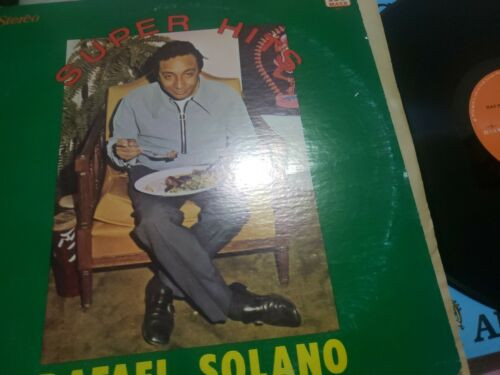 Stereo
SUPER HITS
RAFAEL SOLANO